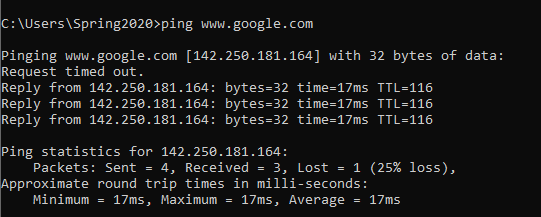 C:\Users\Spring2020>ping www.google.com
Pinging www.google.com [142.250.181.164] with 32 bytes of data:
Request timed out.
Reply from 142.250.181.164: bytes=32 time=17ms TTL=116
Reply from 142.250.181.164: bytes=32 time=17ms TTL=116
Reply from 142.250.181.164: bytes=32 time=17ms TTL=116
Ping statistics for 142.250.181.164:
    Packets: Sent = 4, Received = 3, Lost = 1 (25% loss),
Approximate round trip times in milli-seconds:
    Minimum = 17ms, Maximum = 17ms, Average = 17ms